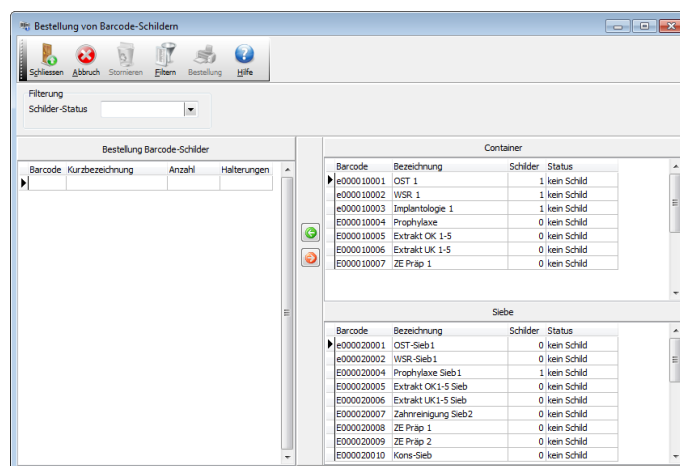 Bestellung von Barcode-Schildern
Schliessen Abbruch Stornieren Filtern Bestellung Hilfe
Filterung
Schilder-Status
Bestellung Barcode-Schilder
Barcode Kurzbezeichnung Anzahl Halterungen
Container
Barcode Bezeichnung Schilder Status
e000010001 OST 1 1 kein Schild
e000010002 WSR 1 1 kein Schild
e000010003 Implantologie 1 1 kein Schild
E000010004 Prophylaxe 0 kein Schild
E000010005 Extrakt OK 1-5 0 kein Schild
E000010006 Extrakt UK 1-5 0 kein Schild
E000010007 ZE Präp 1 0 kein Schild
Siebe
Barcode Bezeichnung Schilder Status
e000020001 OST-Sieb1 0 kein Schild
e000020002 WSR-Sieb1 0 kein Schild
E000020004 Prophylaxe Sieb1 1 kein Schild
E000020005 Extrakt OK1-5 Sieb 0 kein Schild
E000020006 Extrakt UK1-5 Sieb 0 kein Schild
E000020007 Zahnreinigung Sieb2 0 kein Schild
E000020008 ZE Präp 1 0 kein Schild
E000020009 ZE Präp 2 0 kein Schild
E000020010 Kons-Sieb 0 kein Schild